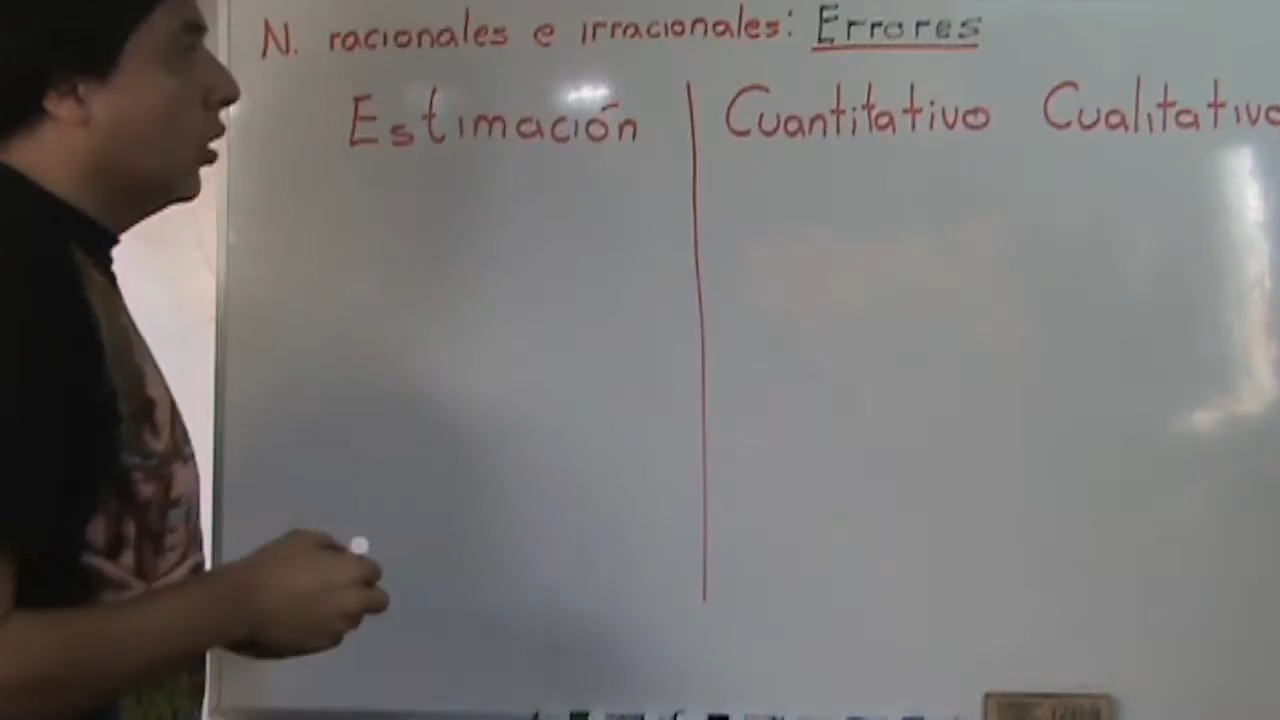 N. racionales e irracionales: Errores
Estimación Cuantitativo Cualitativo